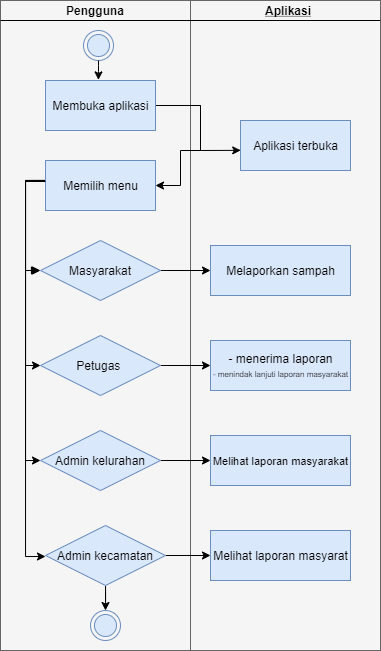 Pengguna
Aplikasi
Membuka aplikasi
Aplikasi terbuka
Memilih menu
Masyarakat
Melaporkan sampah
Petugas
- menerima laporan
- menindak lanjuti laporan masyarakat
Admin kelurahan
Melihat laporan masyarakat
Admin kecamatan
Melihat laporan masyarat